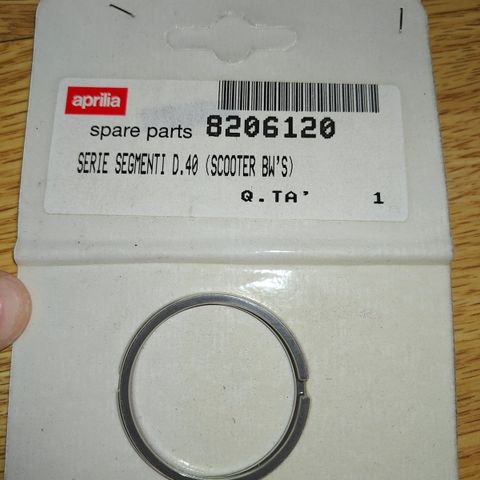 aprilia
spare parts 8206120
SERIE SEGMENTI D.40 (SCOOTER BW'S)
Q.TA' 1